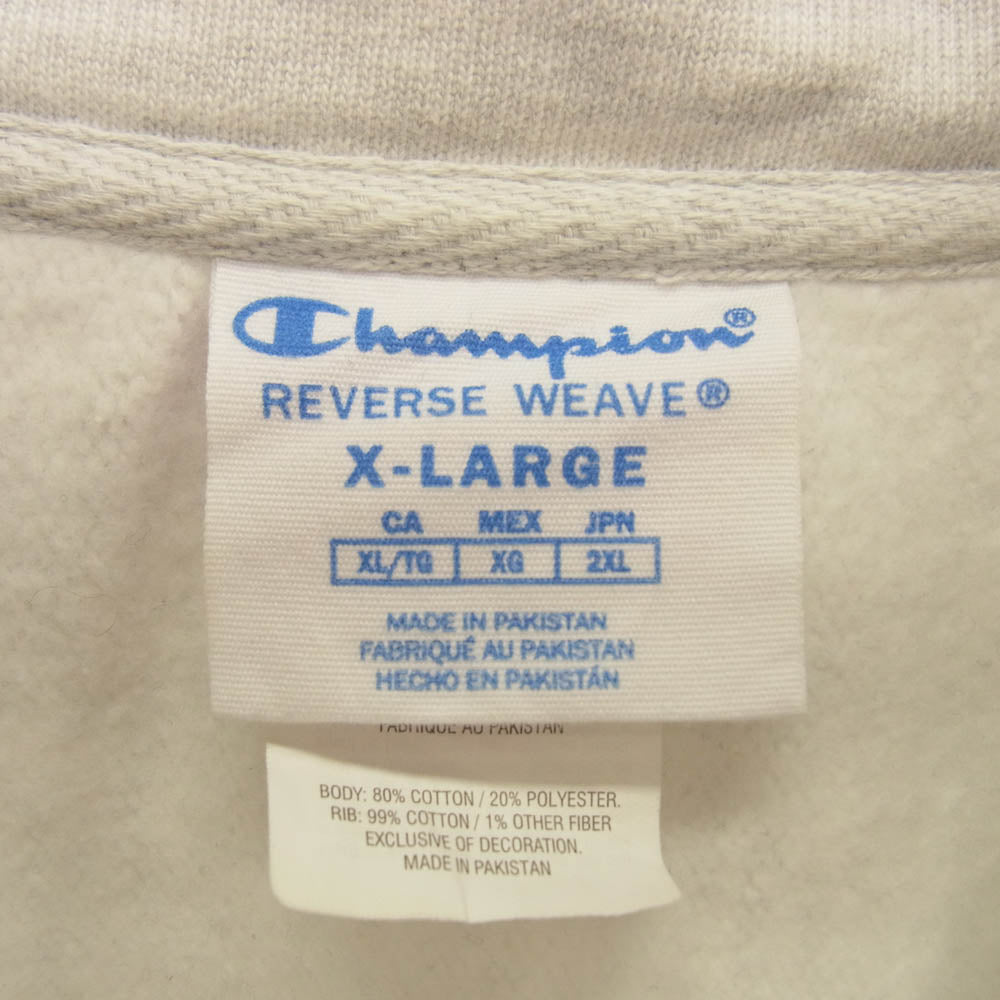 Champion®
REVERSE WEAVE®
X-LARGE
CA MEX JPN
XL/TG XG 2XL
MADE IN PAKISTAN
FABRIQUÉ AU PAKISTAN
HECHO EN PAKISTÁN
FABRIQUÉ AU PAKISTAN
BODY: 80% COTTON / 20% POLYESTER.
RIB: 99% COTTON / 1% OTHER FIBER
EXCLUSIVE OF DECORATION.
MADE IN PAKISTAN